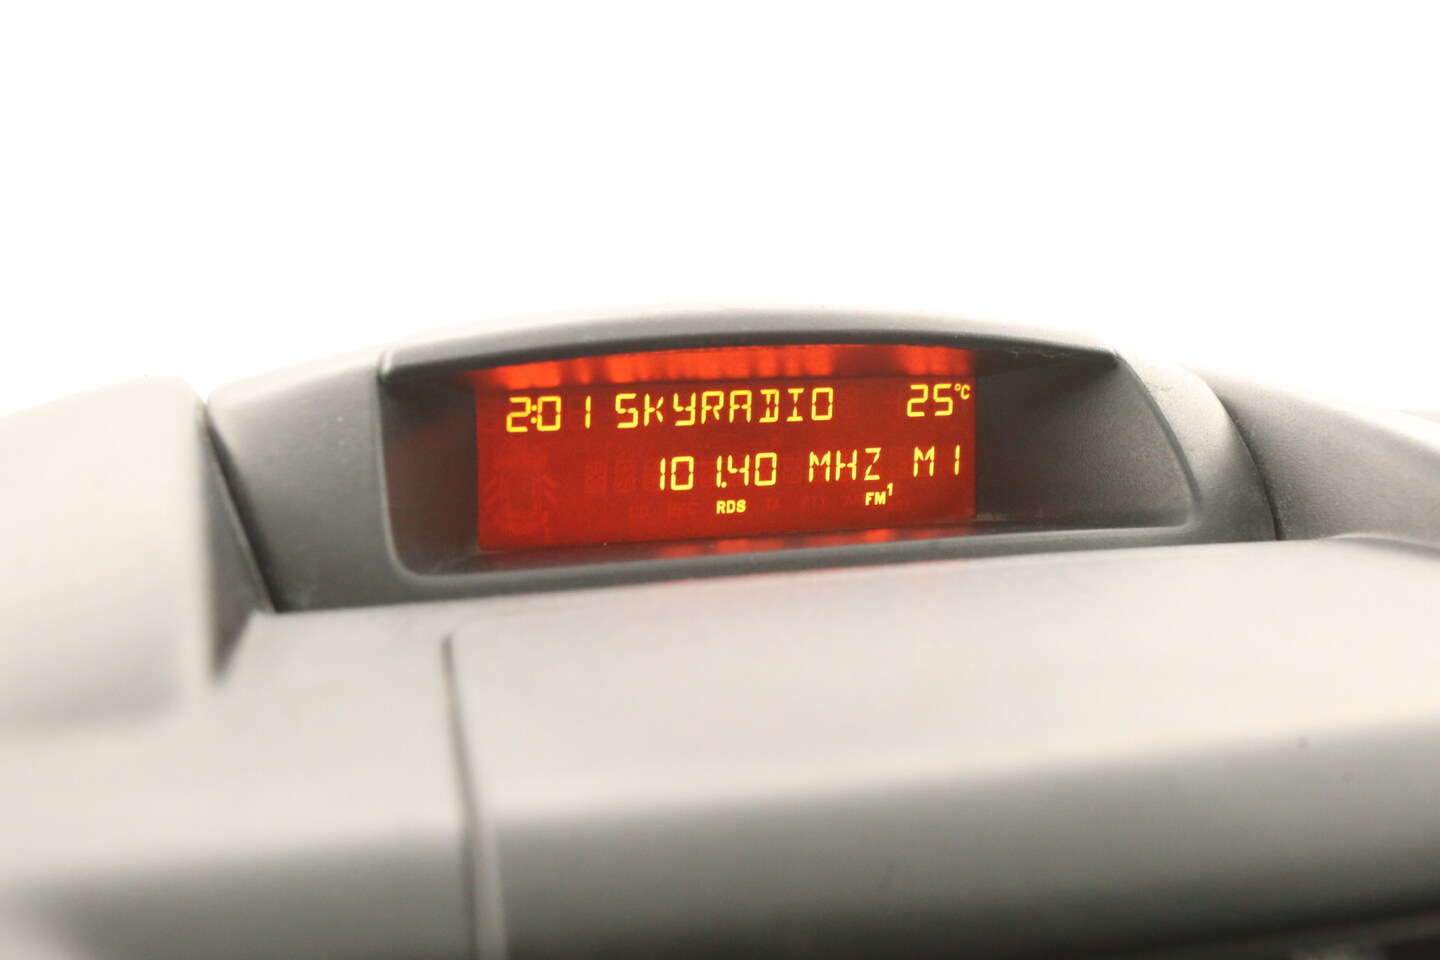 2:01 SKYRADIO 25°C
101.40 MHZ M1
RDS FM1